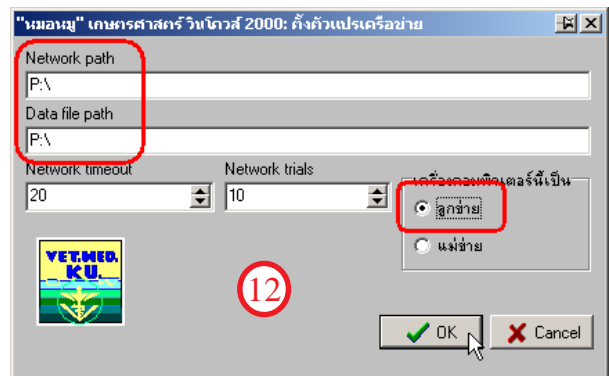 "หมอหมู" เกษตรศาสตร์ วินโดวส์ 2000: ตั้งตัวแปรเครือข่าย
Network path
P:\
Data file path
P:\
Network timeout
Network trials
20
10
เครื่องคอมพิวเตอร์นี้เป็น
ลูกข่าย
แม่ข่าย
VET.MED.
KU.
12
OK
Cancel